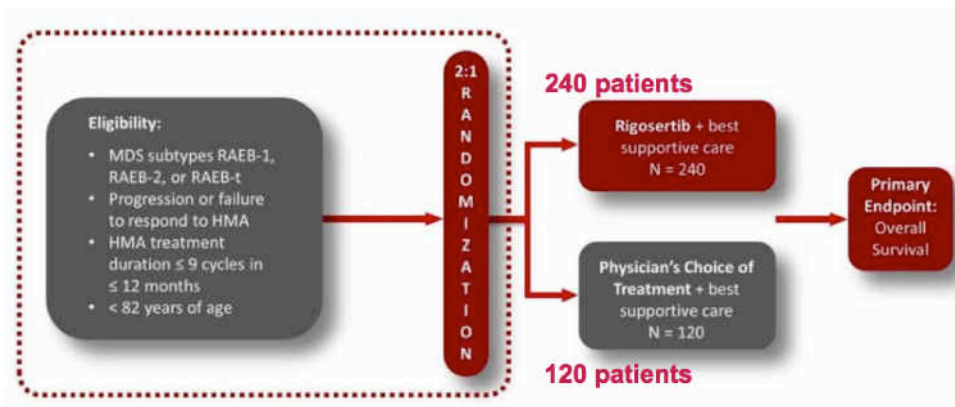 Eligibility:
• MDS subtypes RAEB-1,
RAEB-2, or RAEB-t
• Progression or failure
to respond to HMA
• HMA treatment
duration ≤ 9 cycles in
≤ 12 months
• < 82 years of age
2:1
RANDOMIZATION
240 patients
Rigosertib + best
supportive care
N = 240
Physician's Choice of
Treatment + best
supportive care
N = 120
120 patients
Primary
Endpoint:
Overall
Survival